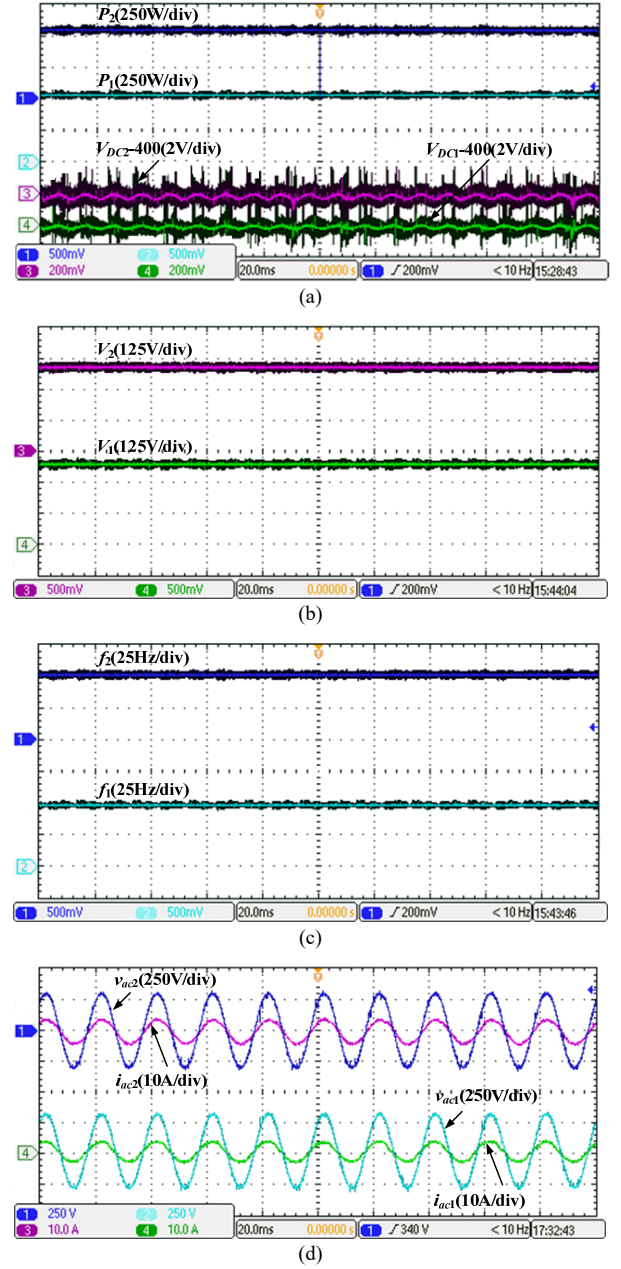 P2(250W/div)
P1(250W/div)
1
2
VDC2-400(2V/div)
VDC1-400(2V/div)
3
4
1 500mV 2 500mV
3 200mV 4 200mV
20.0ms 0.00000 s
1 200mV < 10 Hz 15:28:43
(a)
V2(125V/div)
3
V1(125V/div)
4
3 500mV 4 500mV 20.0ms 0.00000 s 1 200mV < 10 Hz 15:44:04
(b)
f2(25Hz/div)
1
f1(25Hz/div)
2
1 500mV 2 500mV 20.0ms 0.00000 s 1 200mV < 10 Hz 15:43:46
(c)
vac2(250V/div)
1
iac2(10A/div)
vac1(250V/div)
4
iac1(10A/div)
1 250 V 2 250 V
3 10.0 A 4 10.0 A
20.0ms 0.00000 s
1 340 V < 10 Hz 17:32:43
(d)